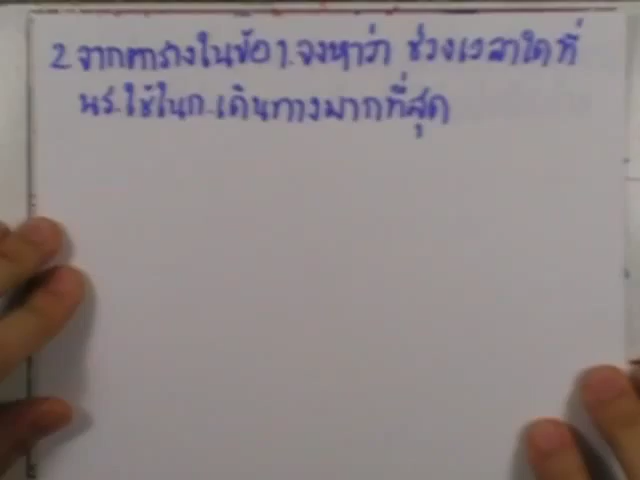 2. จากตารางในข้อ 1. จงหาว่า ช่วงเวลาใดที่
นร.ใช้ในก.เดินทางมากที่สุด